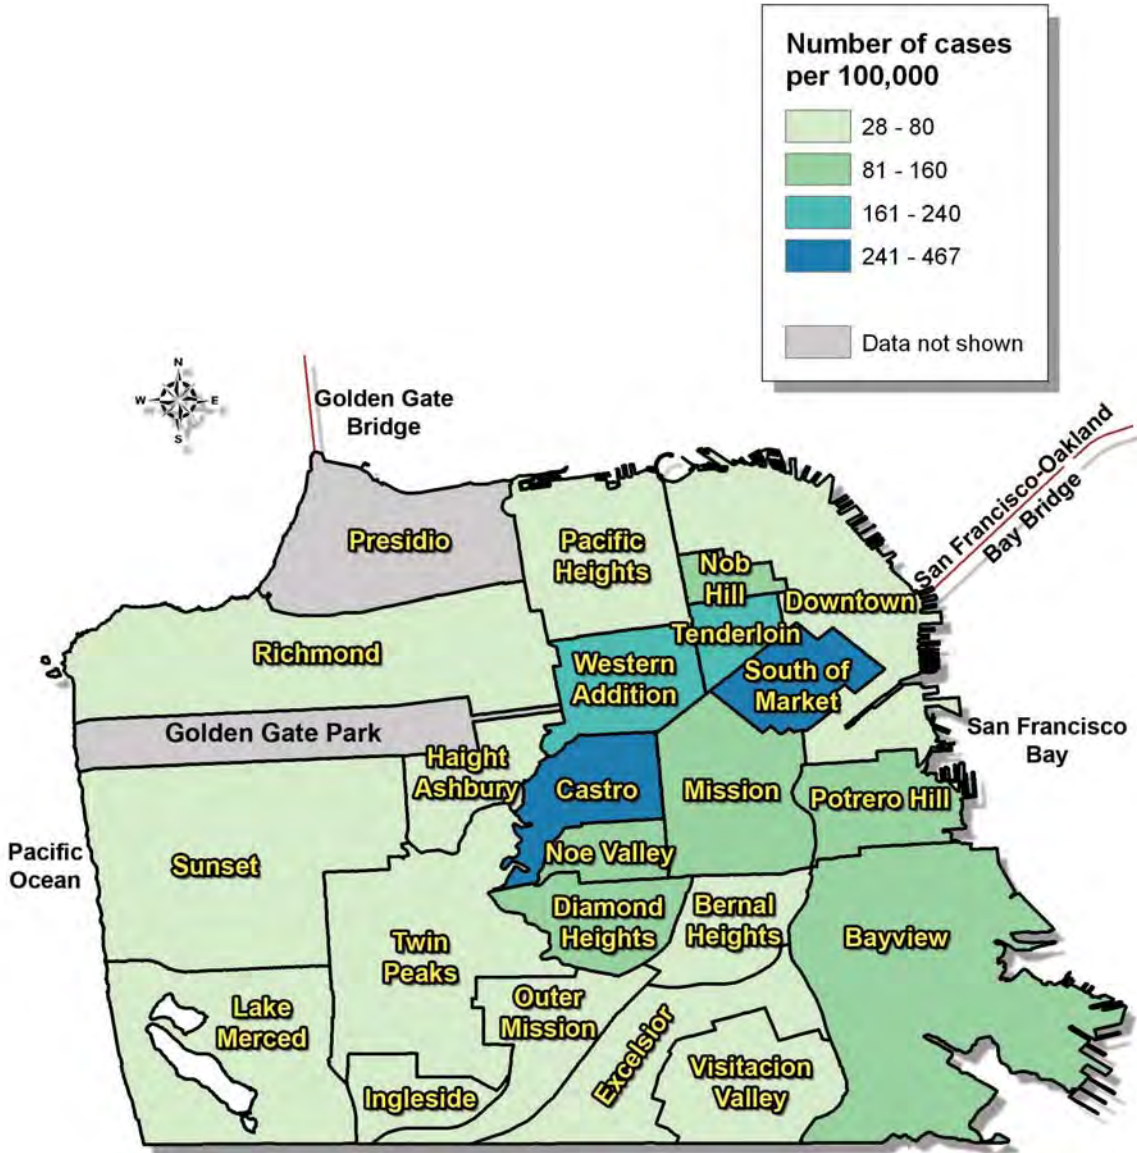 Number of cases
per 100,000
28 - 80
81 - 160
161 - 240
241 - 467
Data not shown
N
W
E
S
Golden Gate
Bridge
San Francisco-Oakland
Bay Bridge
Presidio
Pacific
Heights
Nob
Hill
Downtown
Richmond
Tenderloin
Western
Addition
South of
Market
Golden Gate Park
San Francisco
Bay
Haight
Ashbury
Castro
Mission
Potrero Hill
Pacific
Ocean
Sunset
Noe Valley
Diamond
Heights
Bernal
Heights
Bayview
Twin
Peaks
Lake
Merced
Outer
Mission
Excelsior
Visitacion
Valley
Ingleside